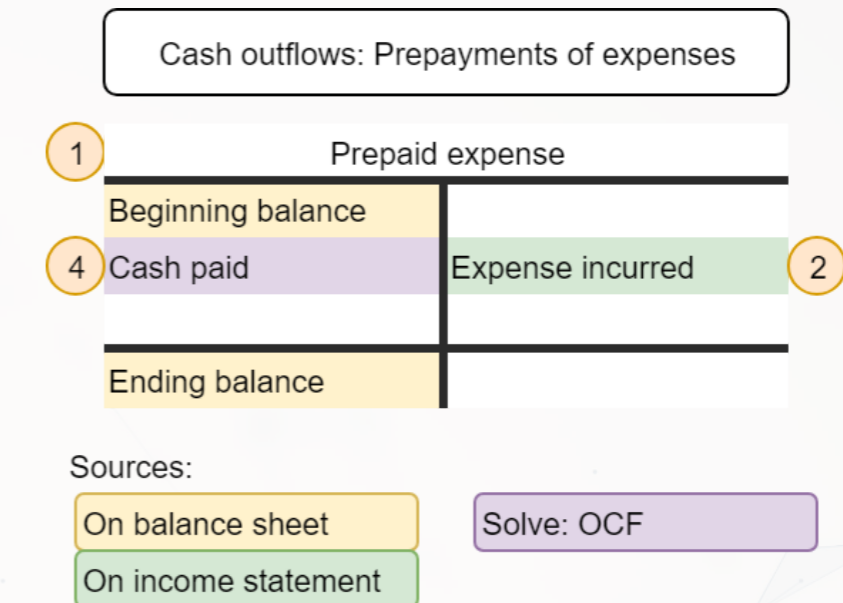 Cash outflows: Prepayments of expenses
1 Prepaid expense
Beginning balance
4 Cash paid Expense incurred 2
Ending balance
Sources:
On balance sheet Solve: OCF
On income statement